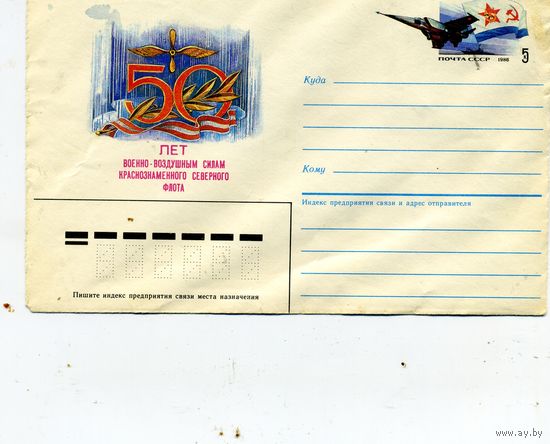 50
ЛЕТ
ВОЕННО-ВОЗДУШНЫМ СИЛАМ
КРАСНОЗНАМЕННОГО СЕВЕРНОГО
ФЛОТА
ПОЧТА СССР 1986
5
Куда
Кому
Индекс предприятия связи и адрес отправителя
Пишите индекс предприятия связи места назначения
www.ay.by